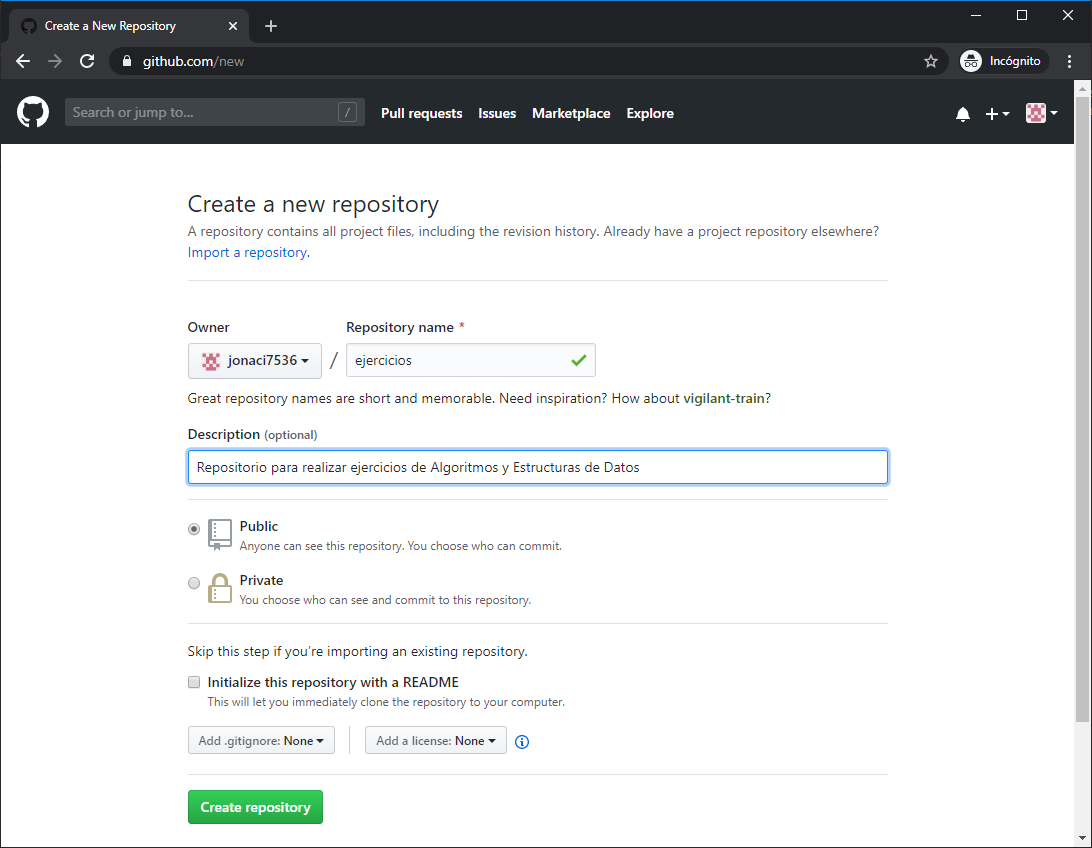 Create a New Repository
github.com/new
Incógnito
Search or jump to...
/
Pull requests Issues Marketplace Explore
Create a new repository
A repository contains all project files, including the revision history. Already have a project repository elsewhere?
Import a repository.
Owner
Repository name *
jonaci7536 / ejercicios
Great repository names are short and memorable. Need inspiration? How about vigilant-train?
Description (optional)
Repositorio para realizar ejercicios de Algoritmos y Estructuras de Datos
Public
Anyone can see this repository. You choose who can commit.
Private
You choose who can see and commit to this repository.
Skip this step if you’re importing an existing repository.
Initialize this repository with a README
This will let you immediately clone the repository to your computer.
Add .gitignore: None
Add a license: None
Create repository